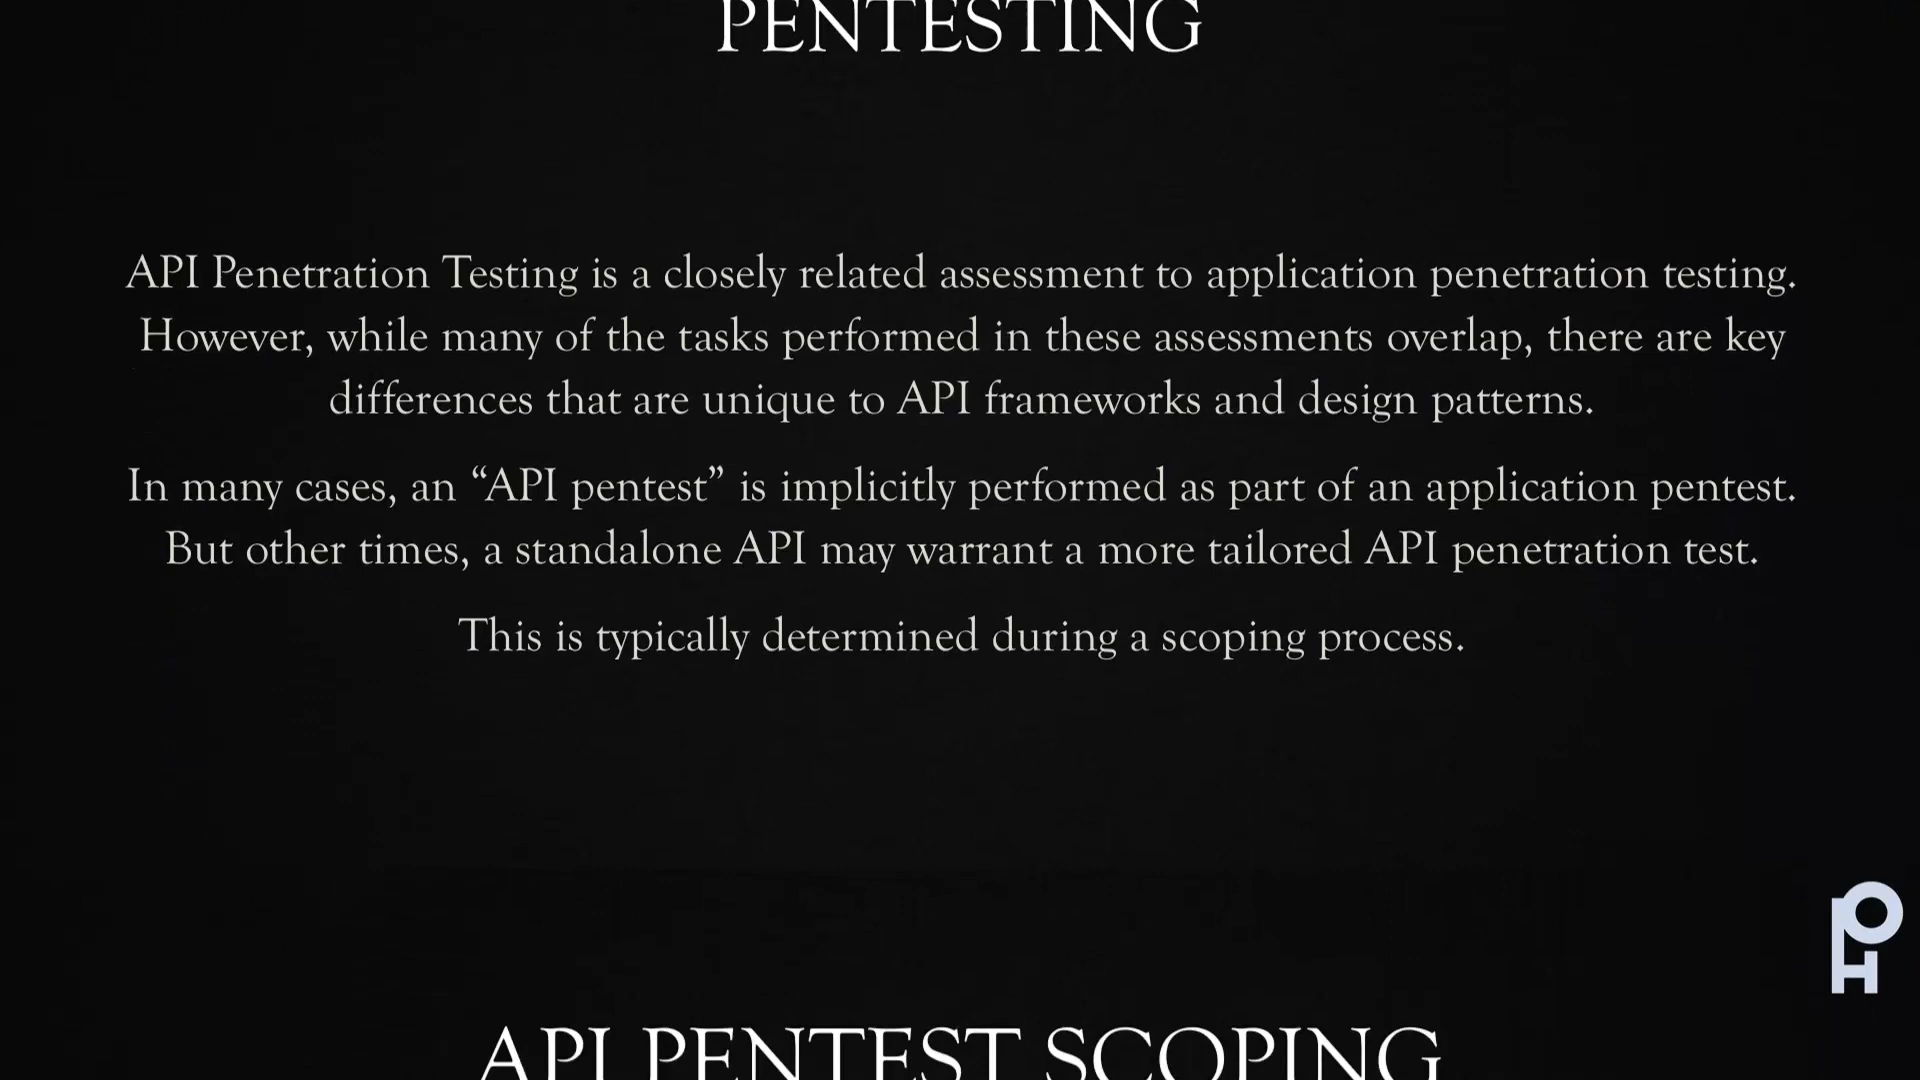 PENTESTING
API Penetration Testing is a closely related assessment to application penetration testing.
However, while many of the tasks performed in these assessments overlap, there are key
differences that are unique to API frameworks and design patterns.
In many cases, an “API pentest” is implicitly performed as part of an application pentest.
But other times, a standalone API may warrant a more tailored API penetration test.
This is typically determined during a scoping process.
API PENTEST SCOPING